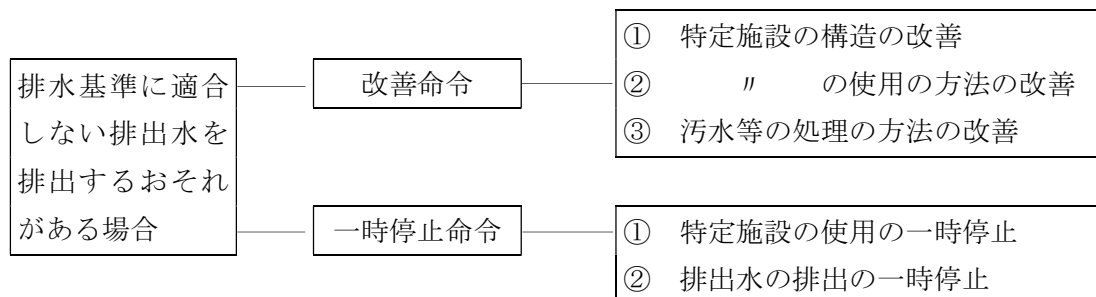 排水基準に適合
しない排出水を
排出するおそれ
がある場合
改善命令
① 特定施設の構造の改善
② 〃 の使用の方法の改善
③ 汚水等の処理の方法の改善
一時停止命令
① 特定施設の使用の一時停止
② 排出水の排出の一時停止